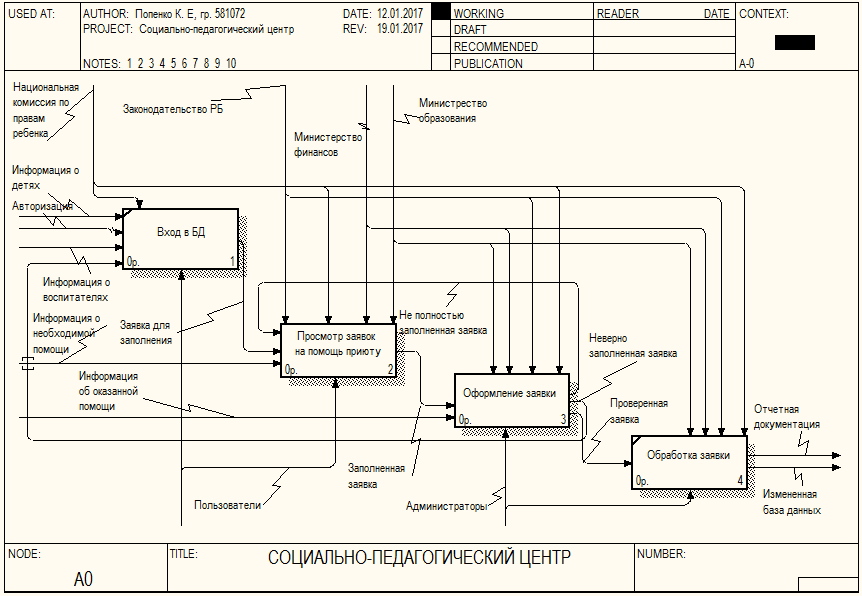 USED AT:
AUTHOR: Попенко К. Е, гр. 581072
DATE: 12.01.2017
WORKING
READER
DATE
CONTEXT:
PROJECT: Социально-педагогический центр
REV: 19.01.2017
DRAFT
RECOMMENDED
NOTES: 1 2 3 4 5 6 7 8 9 10
PUBLICATION
A-0
Национальная
комиссия по
правам
ребенка
Законодательство РБ
Министерство
финансов
Министрество
образования
Информация о
детях
Авторизация
Вход в БД
0р.
1
Информация о
воспитателях
Информация о
необходимой
помощи
Заявка для
заполнения
Не полностью
заполненная заявка
Просмотр заявок
на помощь приюту
0р.
2
Неверно
заполненная заявка
Информация
об оказанной
помощи
Оформление заявки
0р.
3
Проверенная
заявка
Отчетная
документация
Обработка заявки
0р.
4
Заполненная
заявка
Пользователи
Администраторы
Измененная
база данных
NODE:
A0
TITLE:
СОЦИАЛЬНО-ПЕДАГОГИЧЕСКИЙ ЦЕНТР
NUMBER: